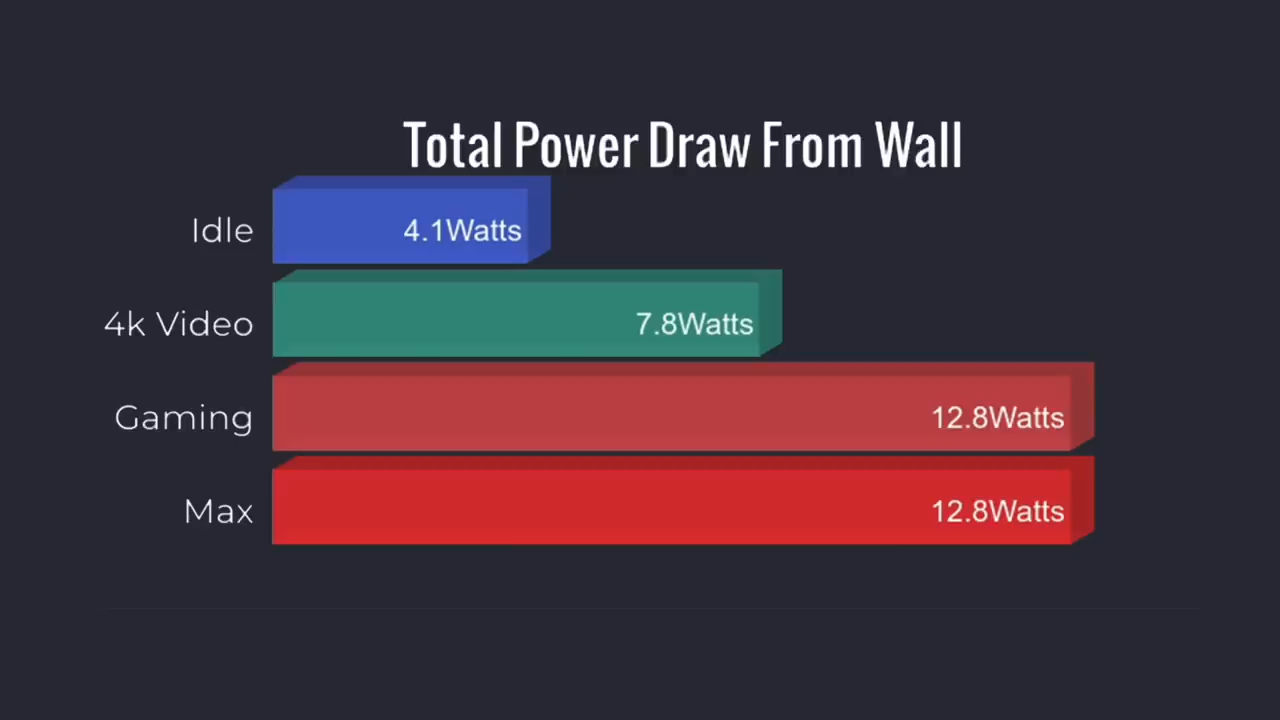 Total Power Draw From Wall
Idle 4.1Watts
4k Video 7.8Watts
Gaming 12.8Watts
Max 12.8Watts